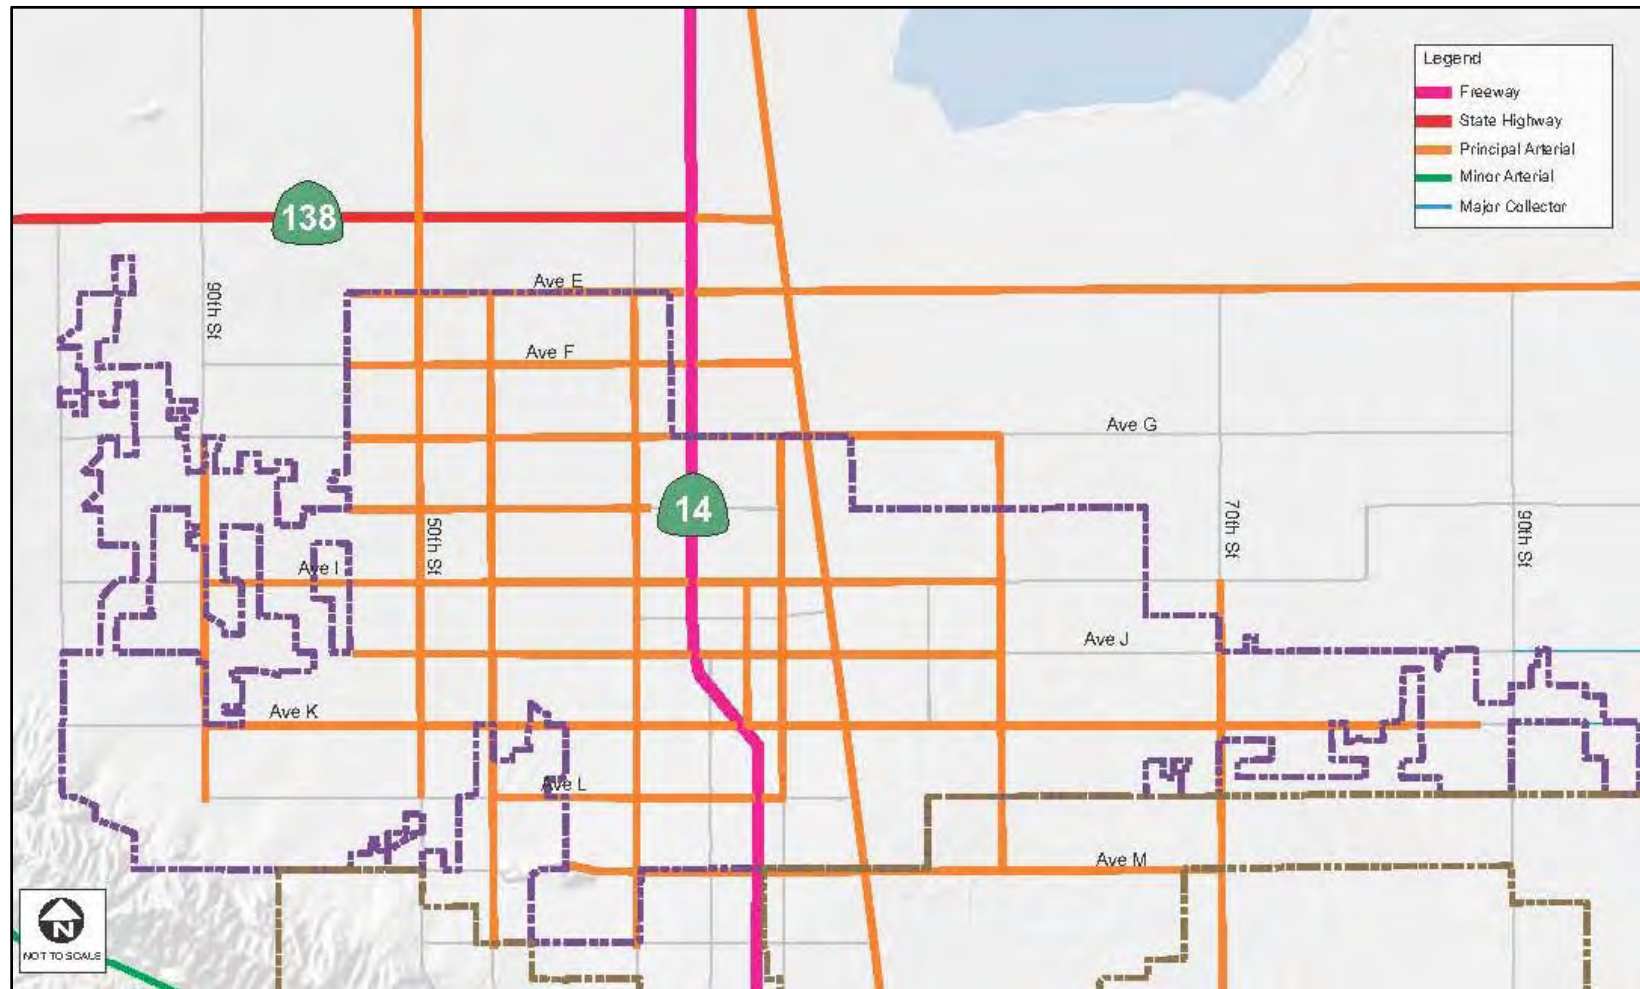 Legend
Freeway
State Highway
Principal Arterial
Minor Arterial
Major Collector
138
Ave E
90th St
Ave F
Ave G
14
50th St
70th St
90th St
Ave I
Ave J
Ave K
Ave L
Ave M
N
NOT TO SCALE